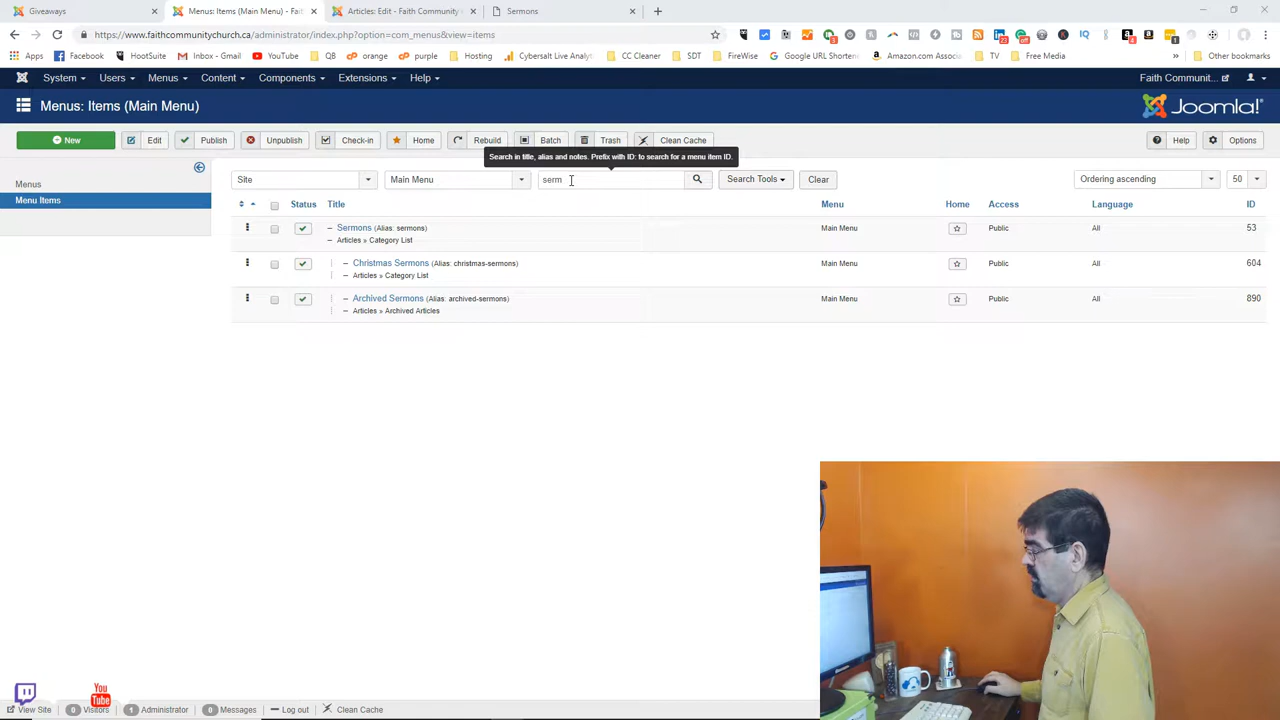 Giveaways
Menus: Items (Main Menu) - Fait
Articles: Edit - Faith Community C
Sermons
https://www.faithcommunitychurch.ca/administrator/index.php?option=com_menus&view=items
Apps Facebook HootSuite Inbox - Gmail YouTube QB orange purple Hosting Cybersalt Live Analy CC Cleaner SDT FireWise Google URL Shortene Amazon.com Associ TV Free Media Other bookmarks
System Users Menus Content Components Extensions Help Faith Communit...
Menus: Items (Main Menu) Joomla!
New Edit Publish Unpublish Check-in Home Rebuild Batch Trash Clean Cache Help Options
Search in title, alias and notes. Prefix with ID: to search for a menu item ID.
Site Main Menu serm Search Tools Clear Ordering ascending 50
Menus
Menu Items
Status Title Menu Home Access Language ID
Sermons (Alias: sermons) Main Menu Public All 53
Articles » Category List
Christmas Sermons (Alias: christmas-sermons) Main Menu Public All 604
Articles » Category List
Archived Sermons (Alias: archived-sermons) Main Menu Public All 890
Articles » Archived Articles
You
Tube
View Site 0 Visitors 1 Administrator 0 Messages Log out Clean Cache